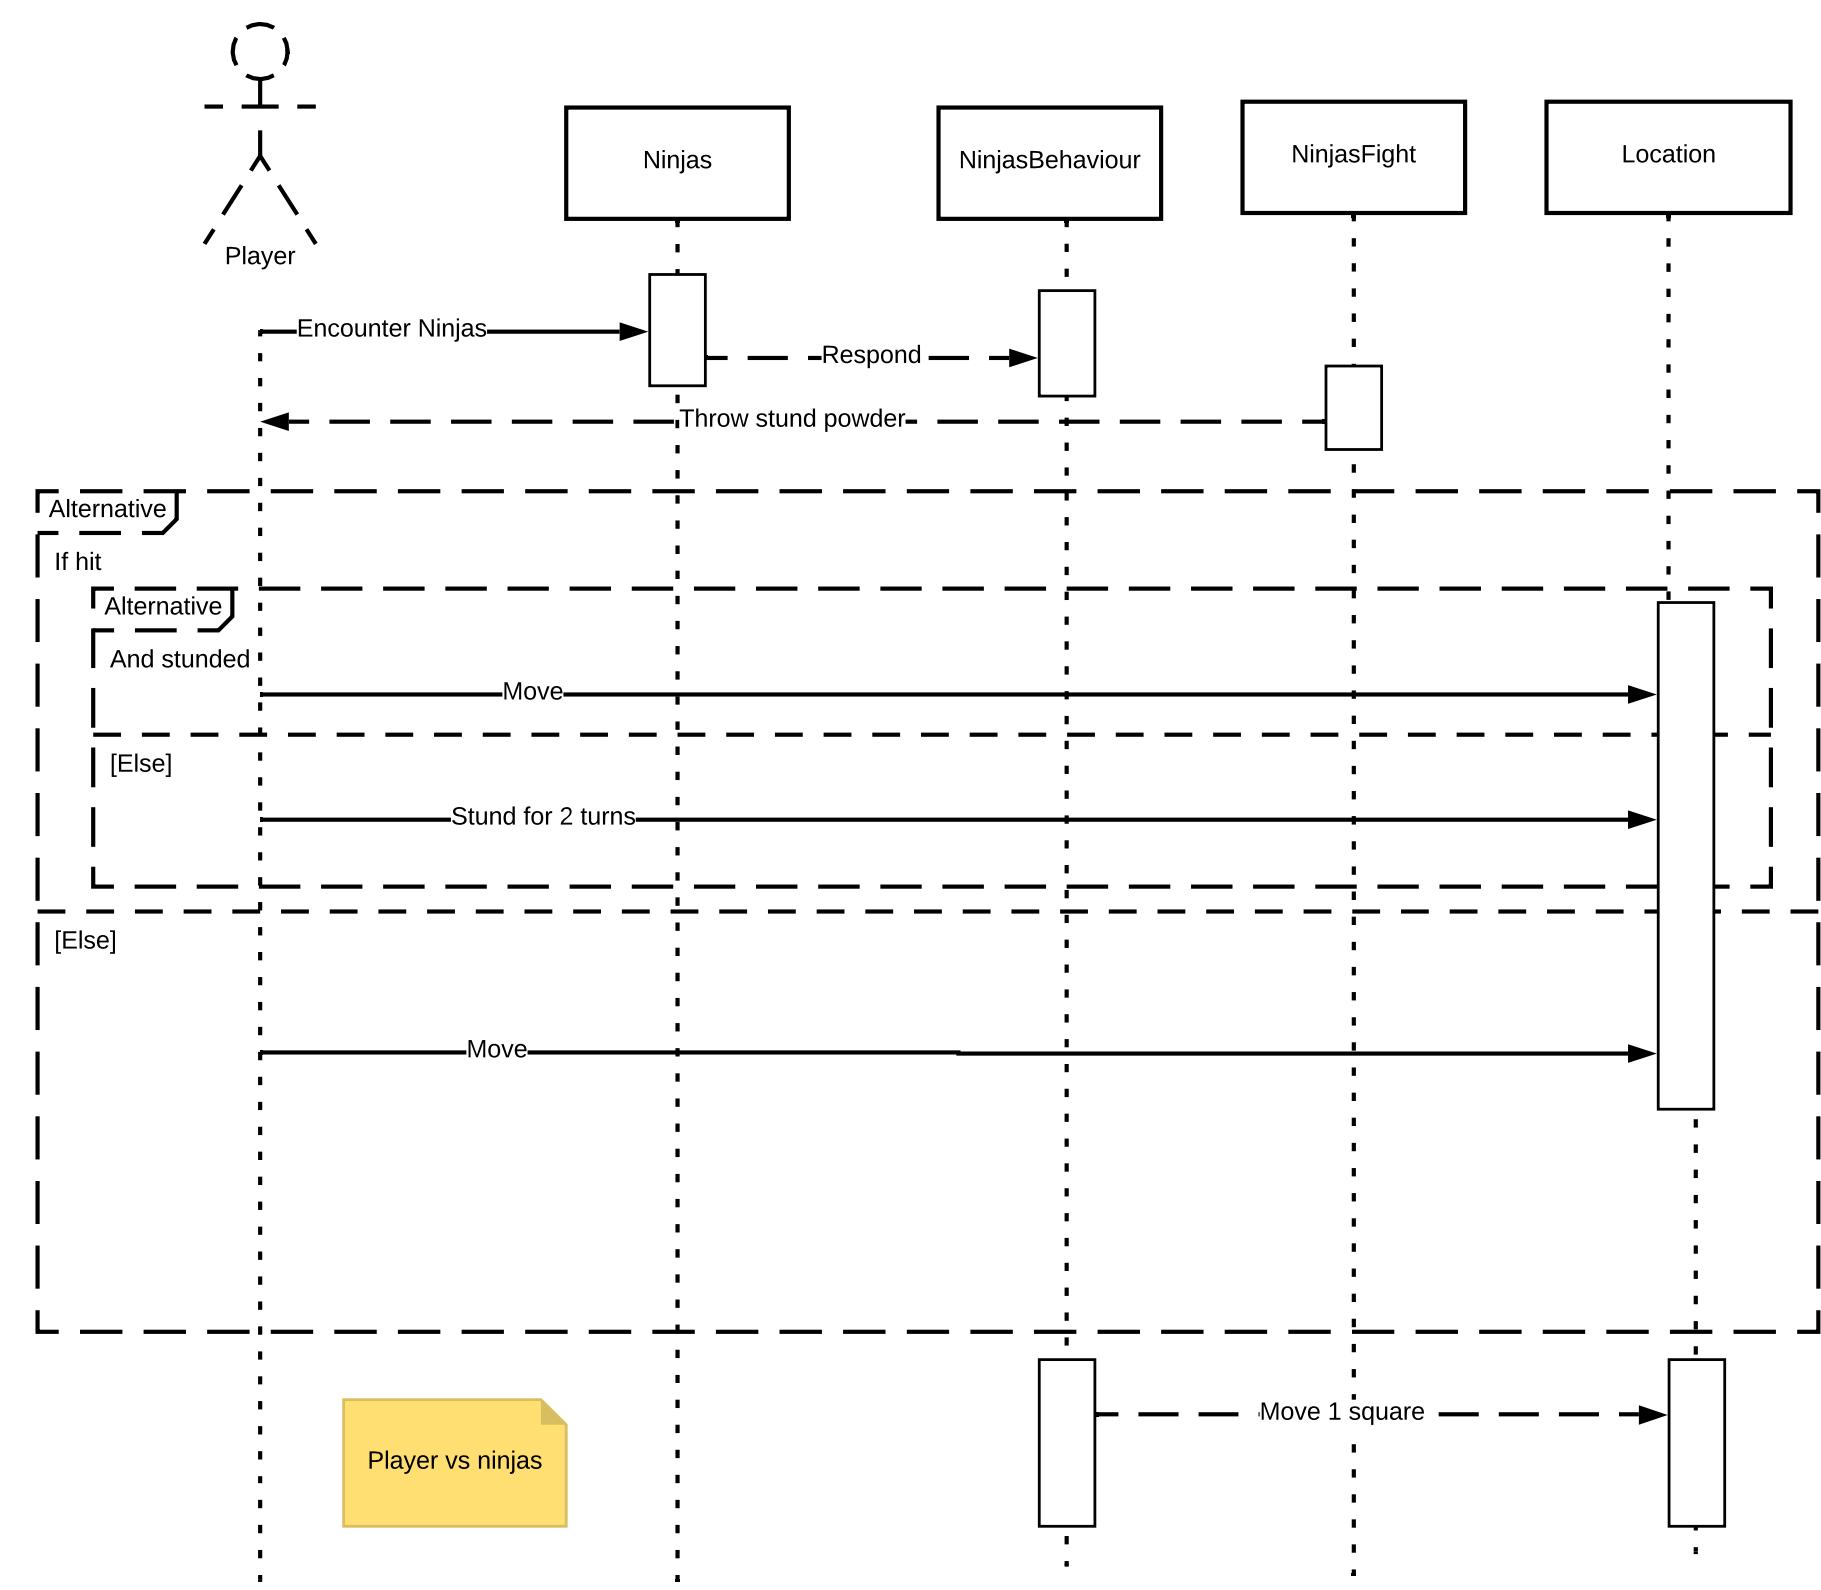 Player
Ninjas
NinjasBehaviour
NinjasFight
Location
Encounter Ninjas
Respond
Throw stund powder
Alternative
If hit
Alternative
And stunded
Move
[Else]
Stund for 2 turns
[Else]
Move
Move 1 square
Player vs ninjas